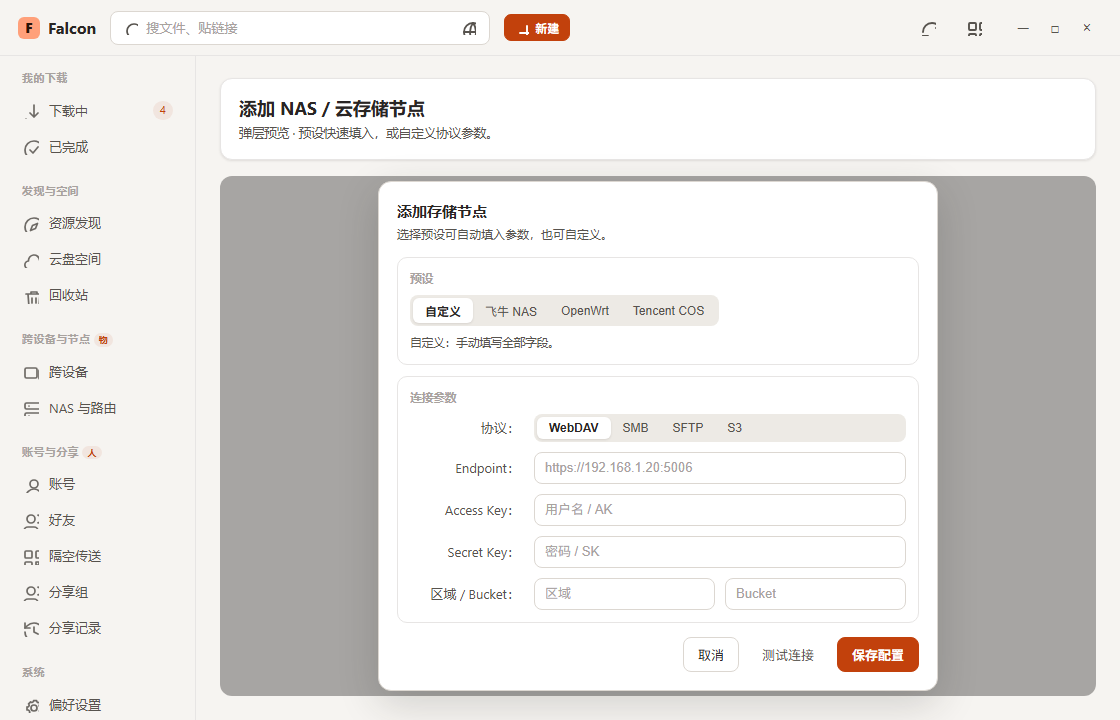 F Falcon
搜文件、贴链接
新建
我的下载
下载中 4
已完成
发现与空间
资源发现
云盘空间
回收站
跨设备与节点 物
跨设备
NAS 与路由
账号与分享 人
账号
好友
隔空传送
分享组
分享记录
系统
偏好设置
添加 NAS / 云存储节点
弹层预览 · 预设快速填入，或自定义协议参数。
添加存储节点
选择预设可自动填入参数，也可自定义。
预设
自定义 飞牛 NAS OpenWrt Tencent COS
自定义：手动填写全部字段。
连接参数
协议： WebDAV SMB SFTP S3
Endpoint： https://192.168.1.20:5006
Access Key： 用户名 / AK
Secret Key： 密码 / SK
区域 / Bucket： 区域 Bucket
取消 测试连接 保存配置